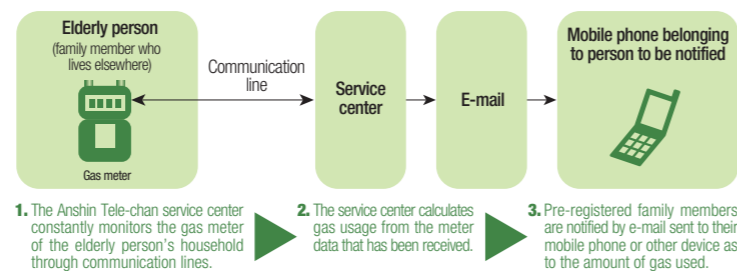 Elderly person
(family member who
lives elsewhere)
Gas meter
Communication
line
Service
center
E-mail
Mobile phone belonging
to person to be notified
1. The Anshin Tele-chan service center
constantly monitors the gas meter
of the elderly person's household
through communication lines.
2. The service center calculates
gas usage from the meter
data that has been received.
3. Pre-registered family members
are notified by e-mail sent to their
mobile phone or other device as
to the amount of gas used.